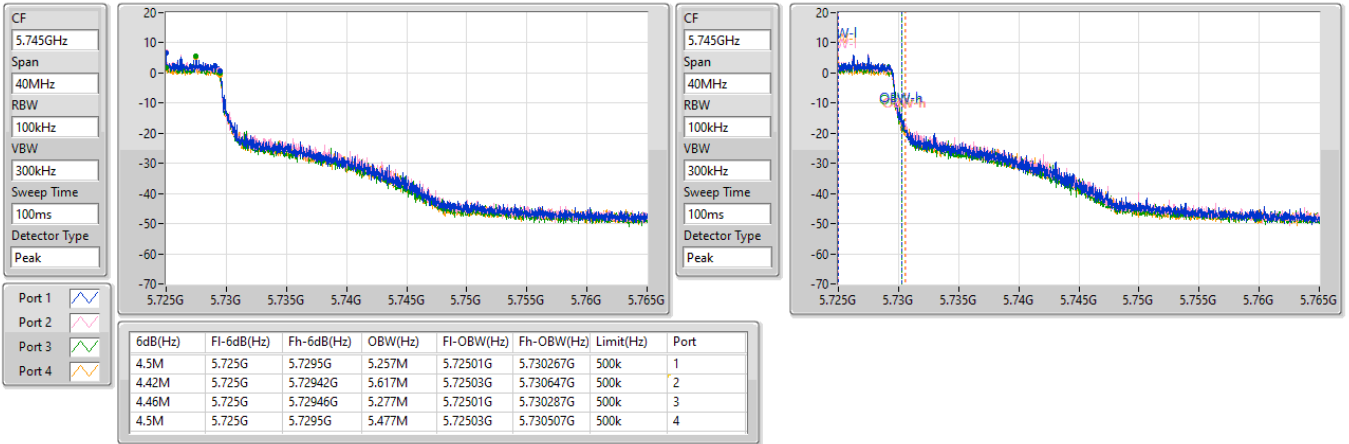 CF
5.745GHz
Span
40MHz
RBW
100kHz
VBW
300kHz
Sweep Time
100ms
Detector Type
Peak
20
10
0
-10
-20
-30
-40
-50
-60
-70
5.725G 5.73G 5.735G 5.74G 5.745G 5.75G 5.755G 5.76G 5.765G
CF
5.745GHz
Span
40MHz
RBW
100kHz
VBW
300kHz
Sweep Time
100ms
Detector Type
Peak
20
10
0
-10
-20
-30
-40
-50
-60
-70
W-l
OBW-h
5.725G 5.73G 5.735G 5.74G 5.745G 5.75G 5.755G 5.76G 5.765G
Port 1
Port 2
Port 3
Port 4
6dB(Hz) Fl-6dB(Hz) Fh-6dB(Hz) OBW(Hz) Fl-OBW(Hz) Fh-OBW(Hz) Limit(Hz) Port
4.5M 5.725G 5.7295G 5.257M 5.72501G 5.730267G 500k 1
4.42M 5.725G 5.72942G 5.617M 5.72503G 5.730647G 500k 2
4.46M 5.725G 5.72946G 5.277M 5.72501G 5.730287G 500k 3
4.5M 5.725G 5.7295G 5.477M 5.72503G 5.730507G 500k 4